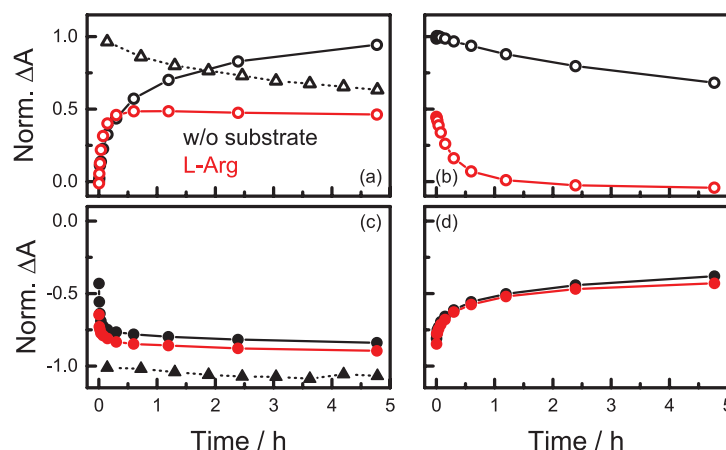 1.0
0.5
0.0
Norm. ΔA
w/o substrate
L-Arg
(a)
(b)
0.0
-0.5
-1.0
Norm. ΔA
(c)
(d)
0 1 2 3 4 5
0 1 2 3 4 5
Time / h
Time / h